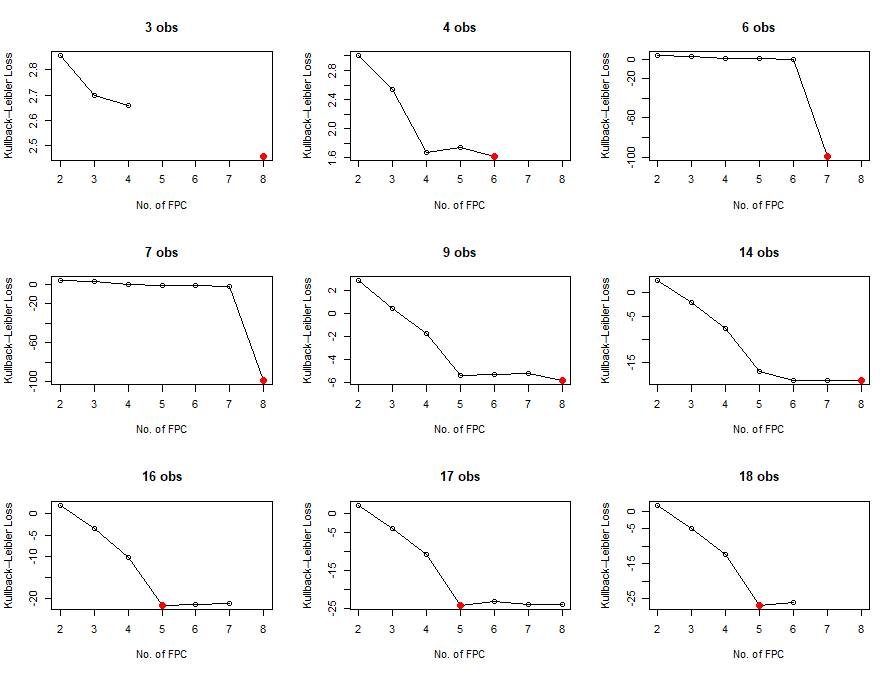 3 obs
Kullback−Leibler Loss
2.8
2.7
2.6
2.5
2 3 4 5 6 7 8
No. of FPC
4 obs
Kullback−Leibler Loss
2.8
2.4
2.0
1.6
2 3 4 5 6 7 8
No. of FPC
6 obs
Kullback−Leibler Loss
0
-20
-60
-100
2 3 4 5 6 7 8
No. of FPC
7 obs
Kullback−Leibler Loss
0
-20
-60
-100
2 3 4 5 6 7 8
No. of FPC
9 obs
Kullback−Leibler Loss
2
0
-2
-4
-6
2 3 4 5 6 7 8
No. of FPC
14 obs
Kullback−Leibler Loss
0
-5
-15
2 3 4 5 6 7 8
No. of FPC
16 obs
Kullback−Leibler Loss
0
-5
-10
-20
2 3 4 5 6 7 8
No. of FPC
17 obs
Kullback−Leibler Loss
0
-5
-15
-25
2 3 4 5 6 7 8
No. of FPC
18 obs
Kullback−Leibler Loss
0
-5
-15
-25
2 3 4 5 6 7 8
No. of FPC